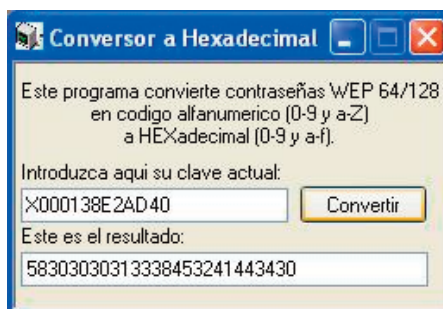 Conversor a Hexadecimal
Este programa convierte contraseñas WEP 64/128
en codigo alfanumerico (0-9 y a-Z)
a HEXadecimal (0-9 y a-f).
Introduzca aqui su clave actual:
X000138E2AD40
Convertir
Este es el resultado:
58303030313338453241443430